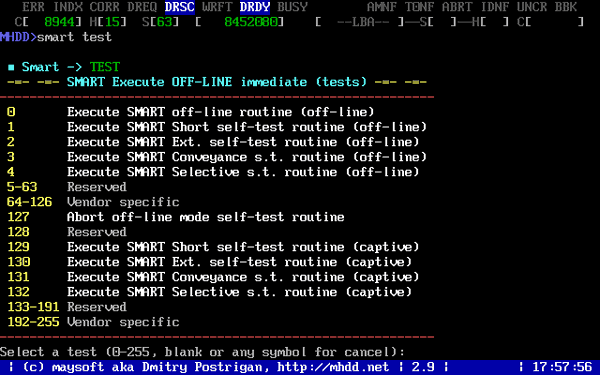 ERR INDX CORR DREQ DRSC WRFT DRDY BUSY AMNF T0NF ABRT IDNF UNCR BBK
C[ 8944] H[15] S[63] [ 8452080] [ --LBA-- ]--S[ ]--H[ ] C[ ]
MHDD>smart test
■ Smart -> TEST
-=- -=- SMART Execute OFF-LINE immediate (tests) -=- -=-
0 Execute SMART off-line routine (off-line)
1 Execute SMART Short self-test routine (off-line)
2 Execute SMART Ext. self-test routine (off-line)
3 Execute SMART Conveyance s.t. routine (off-line)
4 Execute SMART Selective s.t. routine (off-line)
5-63 Reserved
64-126 Vendor specific
127 Abort off-line mode self-test routine
128 Reserved
129 Execute SMART Short self-test routine (captive)
130 Execute SMART Ext. self-test routine (captive)
131 Execute SMART Conveyance s.t. routine (captive)
132 Execute SMART Selective s.t. routine (captive)
133-191 Reserved
192-255 Vendor specific
Select a test (0-255, blank or any symbol for cancel):
¦ (c) maysoft aka Dmitry Postrigan, http://mhdd.net ¦ 2.9 ¦ ¦ 17:57:56